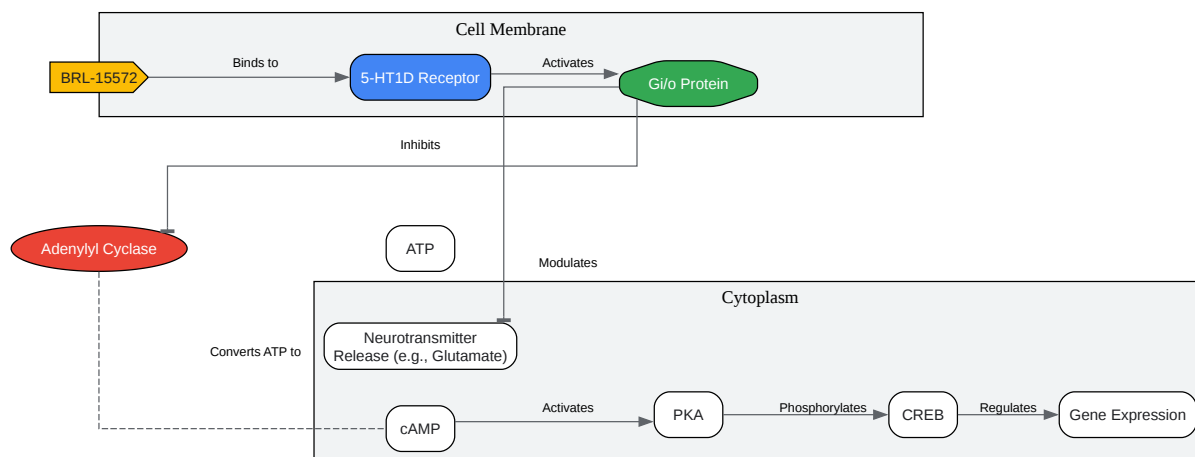 Cell Membrane
BRL-15572
Binds to
5-HT1D Receptor
Activates
Gi/o Protein
Inhibits
Adenylyl Cyclase
ATP
Modulates
Cytoplasm
Neurotransmitter
Release (e.g., Glutamate)
Converts ATP to
cAMP
Activates
PKA
Phosphorylates
CREB
Regulates
Gene Expression